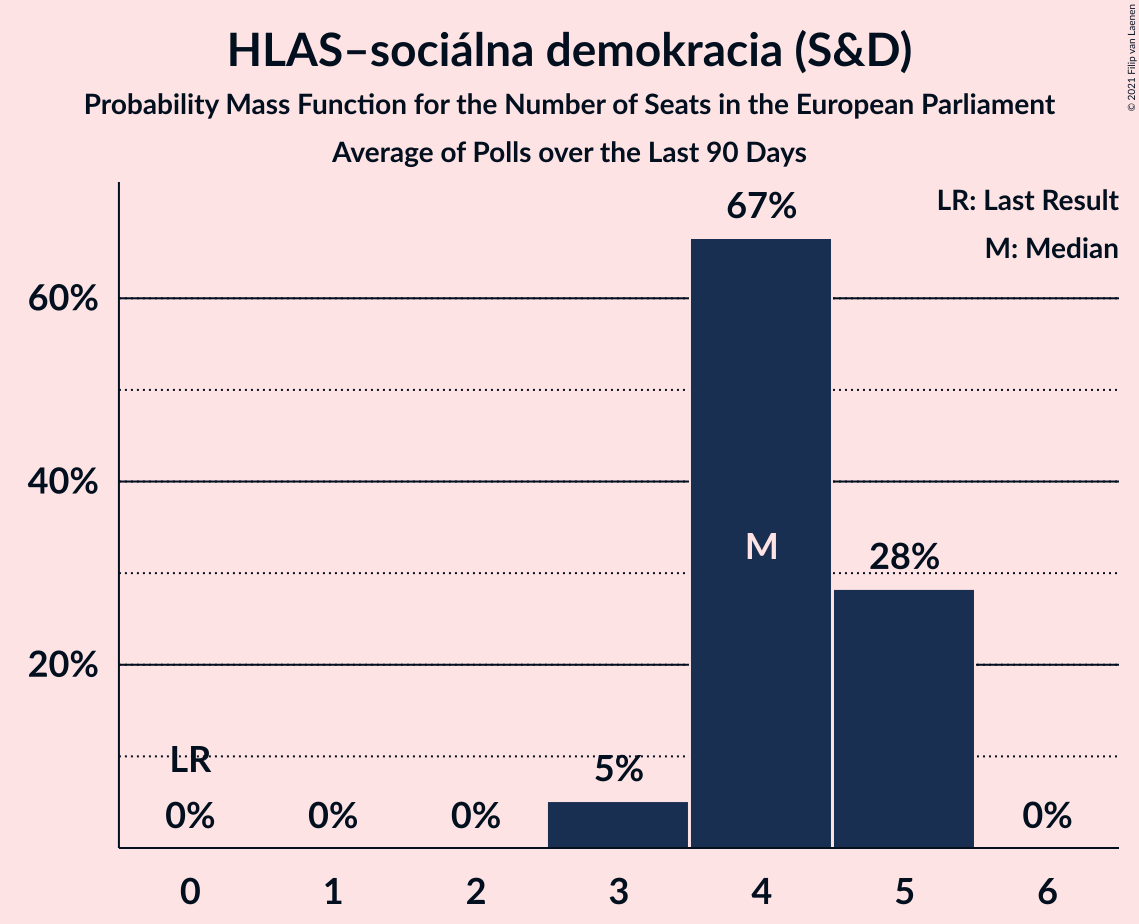 HLAS–sociálna demokracia (S&D)
Probability Mass Function for the Number of Seats in the European Parliament
Average of Polls over the Last 90 Days
© 2021 Filip van Laenen
LR: Last Result
M: Median
67%
60%
40%
M
28%
20%
LR
5%
0%
0%
0%
0%
0
1
2
3
4
5
6